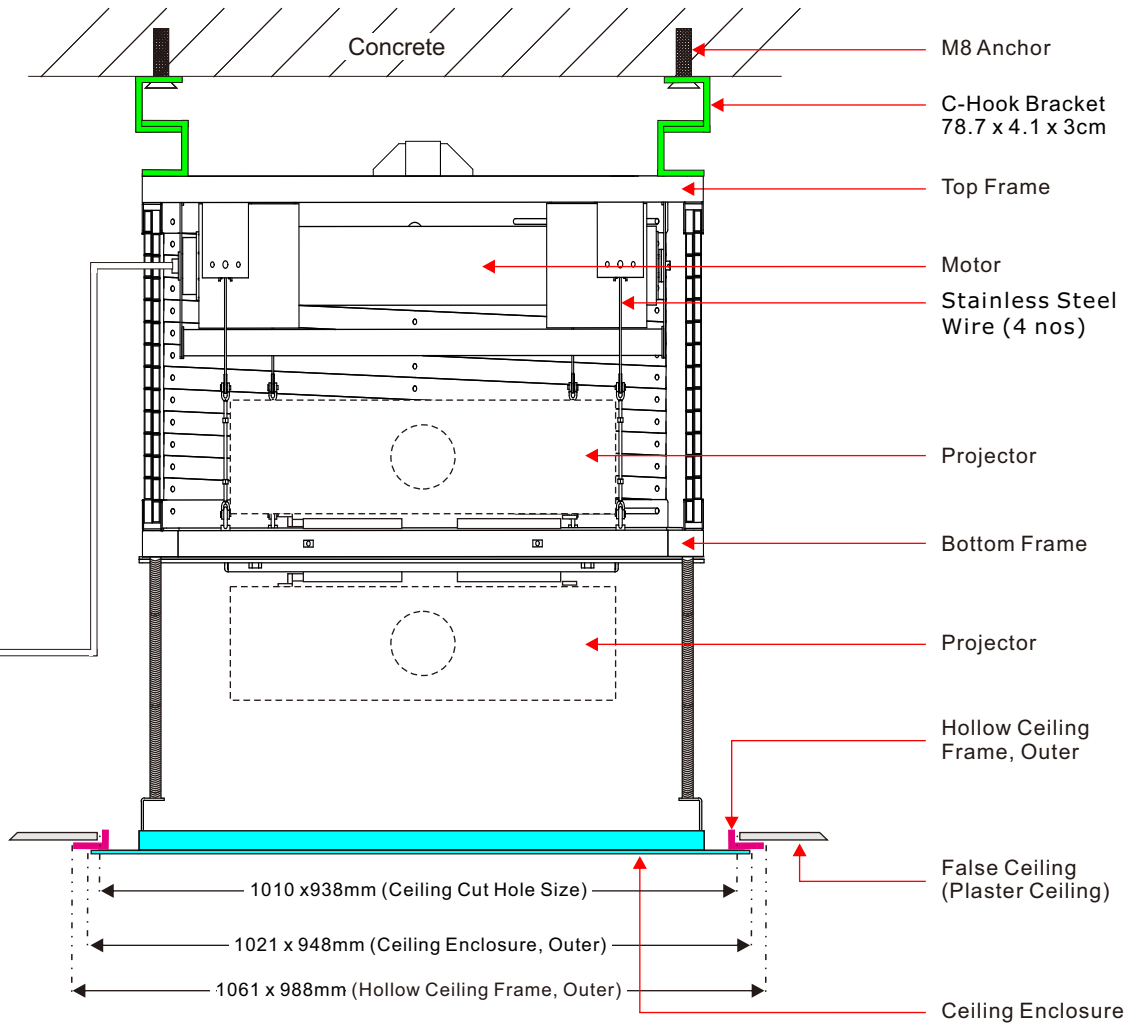 Concrete
M8 Anchor
C-Hook Bracket
78.7 x 4.1 x 3cm
Top Frame
Motor
Stainless Steel
Wire (4 nos)
Projector
Bottom Frame
Projector
Hollow Ceiling
Frame, Outer
False Ceiling
(Plaster Ceiling)
1010 x938mm (Ceiling Cut Hole Size)
1021 x 948mm (Ceiling Enclosure, Outer)
1061 x 988mm (Hollow Ceiling Frame, Outer)
Ceiling Enclosure